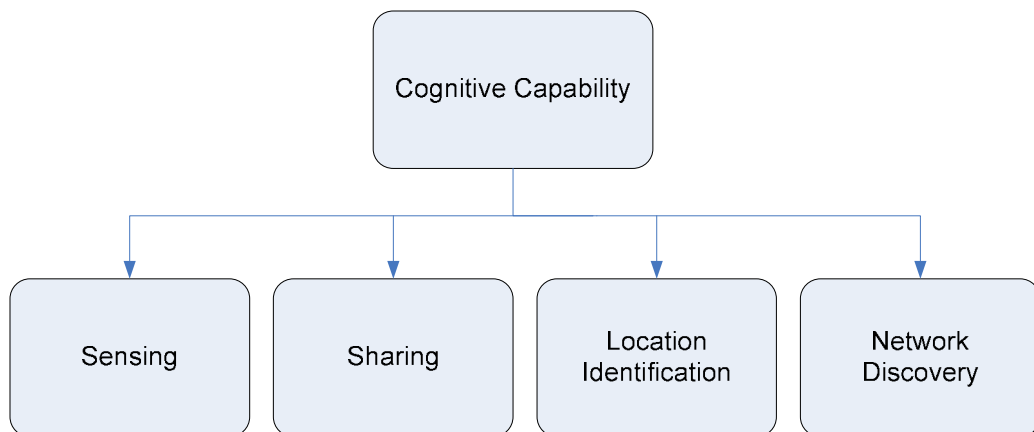 Cognitive Capability
Sensing
Sharing
Location
Identification
Network
Discovery